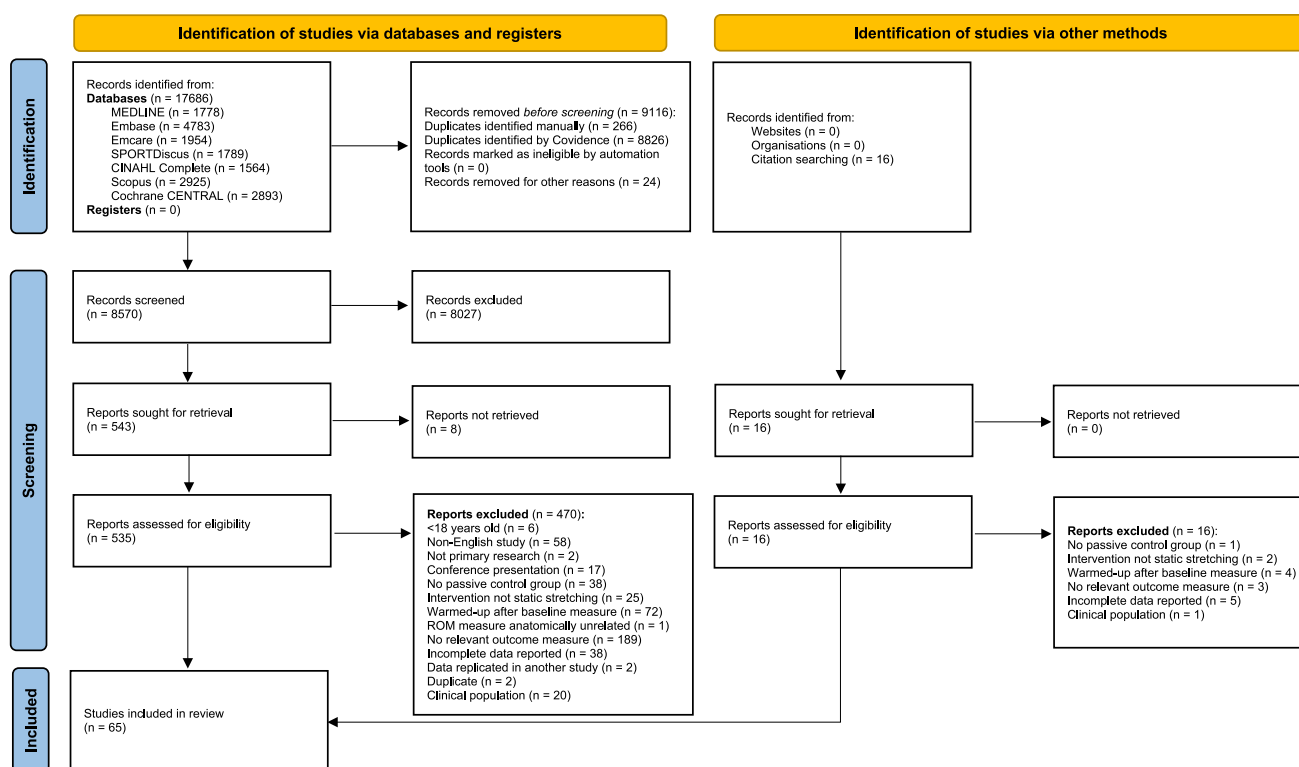 Identification of studies via databases and registers
Identification of studies via other methods
Identification
Records identified from:
Databases (n = 17686)
MEDLINE (n = 1778)
Embase (n = 4783)
Emcare (n = 1954)
SPORTDiscus (n = 1789)
CINAHL Complete (n = 1564)
Scopus (n = 2925)
Cochrane CENTRAL (n = 2893)
Registers (n = 0)
Records removed before screening (n = 9116):
Duplicates identified manually (n = 266)
Duplicates identified by Covidence (n = 8826)
Records marked as ineligible by automation
tools (n = 0)
Records removed for other reasons (n = 24)
Records identified from:
Websites (n = 0)
Organisations (n = 0)
Citation searching (n = 16)
Screening
Records screened
(n = 8570)
Records excluded
(n = 8027)
Reports sought for retrieval
(n = 543)
Reports not retrieved
(n = 8)
Reports sought for retrieval
(n = 16)
Reports not retrieved
(n = 0)
Reports assessed for eligibility
(n = 535)
Reports excluded (n = 470):
<18 years old (n = 6)
Non-English study (n = 58)
Not primary research (n = 2)
Conference presentation (n = 17)
No passive control group (n = 38)
Intervention not static stretching (n = 25)
Warmed-up after baseline measure (n = 72)
ROM measure anatomically unrelated (n = 1)
No relevant outcome measure (n = 189)
Incomplete data reported (n = 38)
Data replicated in another study (n = 2)
Duplicate (n = 2)
Clinical population (n = 20)
Reports assessed for eligibility
(n = 16)
Reports excluded (n = 16):
No passive control group (n = 1)
Intervention not static stretching (n = 2)
Warmed-up after baseline measure (n = 4)
No relevant outcome measure (n = 3)
Incomplete data reported (n = 5)
Clinical population (n = 1)
Included
Studies included in review
(n = 65)